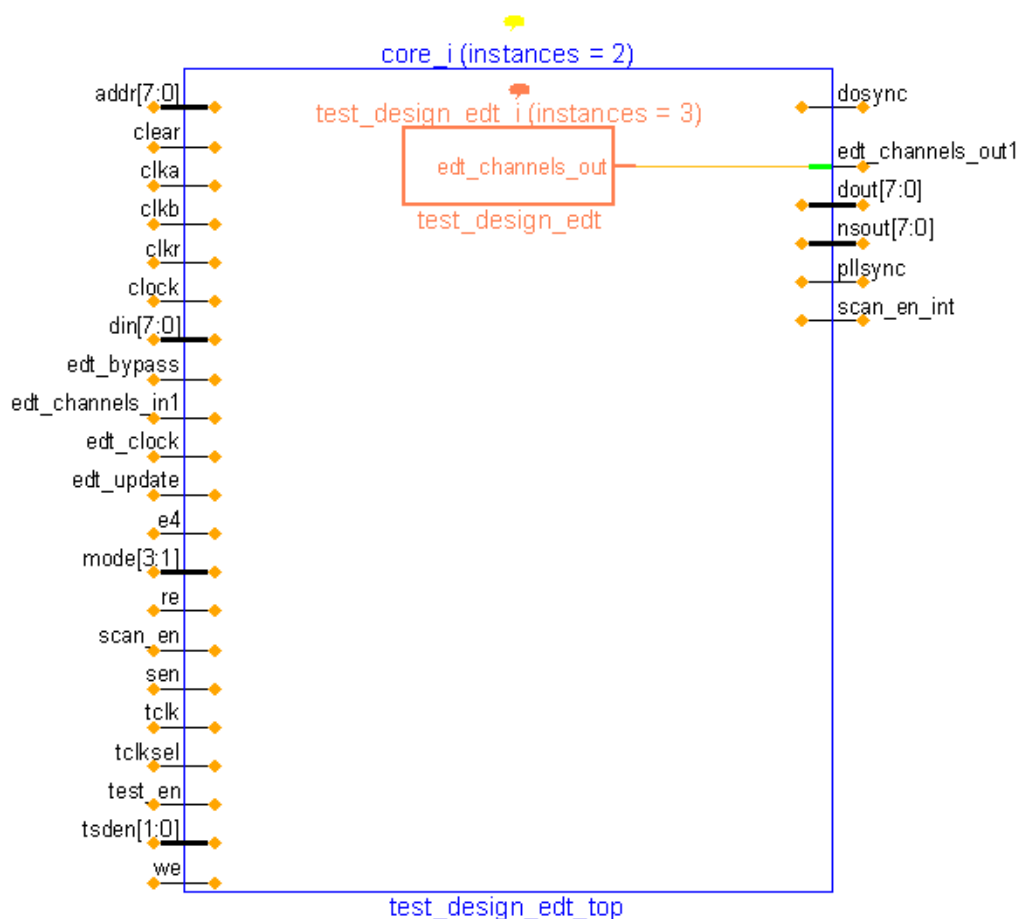 core_i (instances = 2)
addr[7:0]
clear
clka
clkb
clkr
clock
din[7:0]
edt_bypass
edt_channels_in1
edt_clock
edt_update
e4
mode[3:1]
re
scan_en
sen
tclk
tclksel
test_en
tsden[1:0]
we
test_design_edt_i (instances = 3)
edt_channels_out
test_design_edt
dosync
edt_channels_out1
dout[7:0]
nsout[7:0]
pllsync
scan_en_int
test_design_edt_top